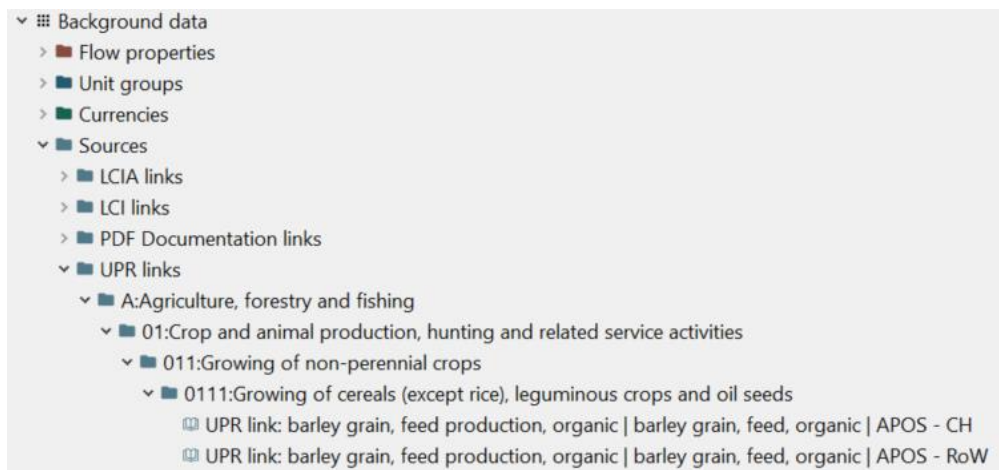 Background data
Flow properties
Unit groups
Currencies
Sources
LCIA links
LCI links
PDF Documentation links
UPR links
A:Agriculture, forestry and fishing
01:Crop and animal production, hunting and related service activities
011:Growing of non-perennial crops
0111:Growing of cereals (except rice), leguminous crops and oil seeds
UPR link: barley grain, feed production, organic | barley grain, feed, organic | APOS - CH
UPR link: barley grain, feed production, organic | barley grain, feed, organic | APOS - RoW